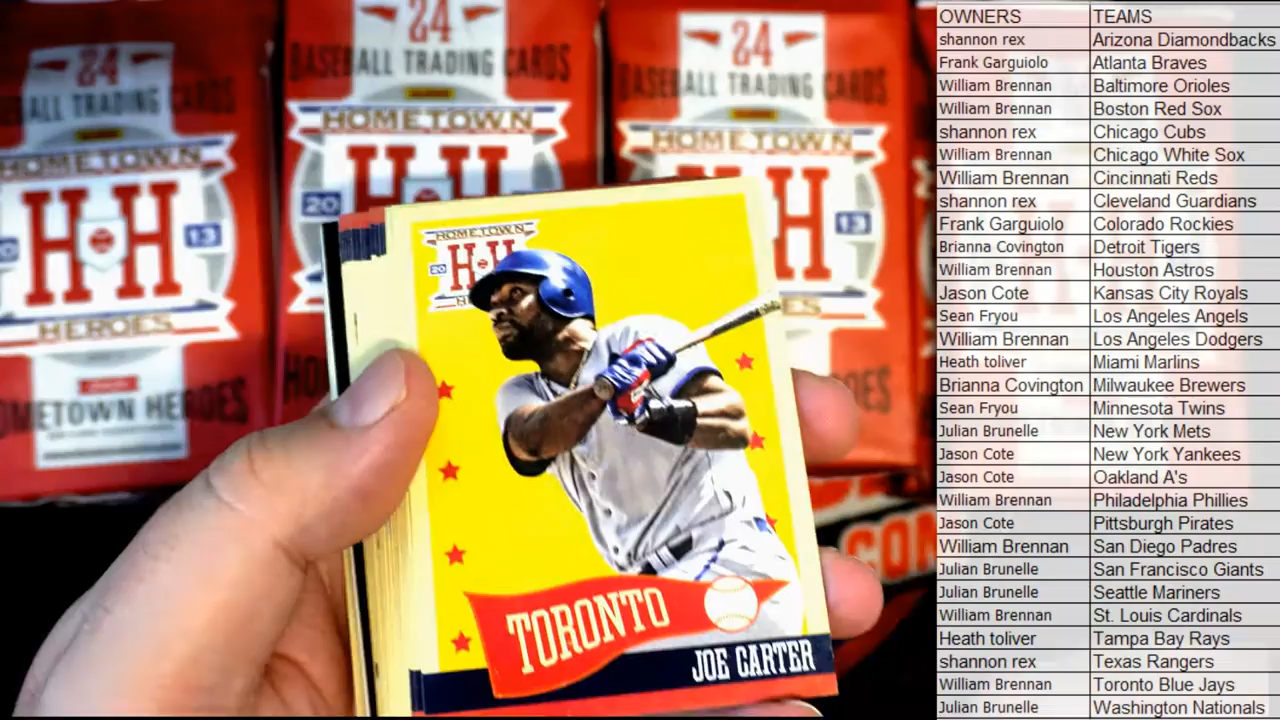 24
BASEBALL TRADING CARDS
HOMETOWN
HH
13
HEROES
HOMETOWN HEROES
24
BASEBALL TRADING CARDS
HOMETOWN
HH
20
24
BASEBALL TRADING CARDS
HOMETOWN
13
HOMETOWN
20 HH
TORONTO
JOE CARTER
OWNERS TEAMS
shannon rex Arizona Diamondbacks
Frank Garguiolo Atlanta Braves
William Brennan Baltimore Orioles
William Brennan Boston Red Sox
shannon rex Chicago Cubs
William Brennan Chicago White Sox
William Brennan Cincinnati Reds
shannon rex Cleveland Guardians
Frank Garguiolo Colorado Rockies
Brianna Covington Detroit Tigers
William Brennan Houston Astros
Jason Cote Kansas City Royals
Sean Fryou Los Angeles Angels
William Brennan Los Angeles Dodgers
Heath toliver Miami Marlins
Brianna Covington Milwaukee Brewers
Sean Fryou Minnesota Twins
Julian Brunelle New York Mets
Jason Cote New York Yankees
Jason Cote Oakland A's
William Brennan Philadelphia Phillies
Jason Cote Pittsburgh Pirates
William Brennan San Diego Padres
Julian Brunelle San Francisco Giants
Julian Brunelle Seattle Mariners
William Brennan St. Louis Cardinals
Heath toliver Tampa Bay Rays
shannon rex Texas Rangers
William Brennan Toronto Blue Jays
Julian Brunelle Washington Nationals